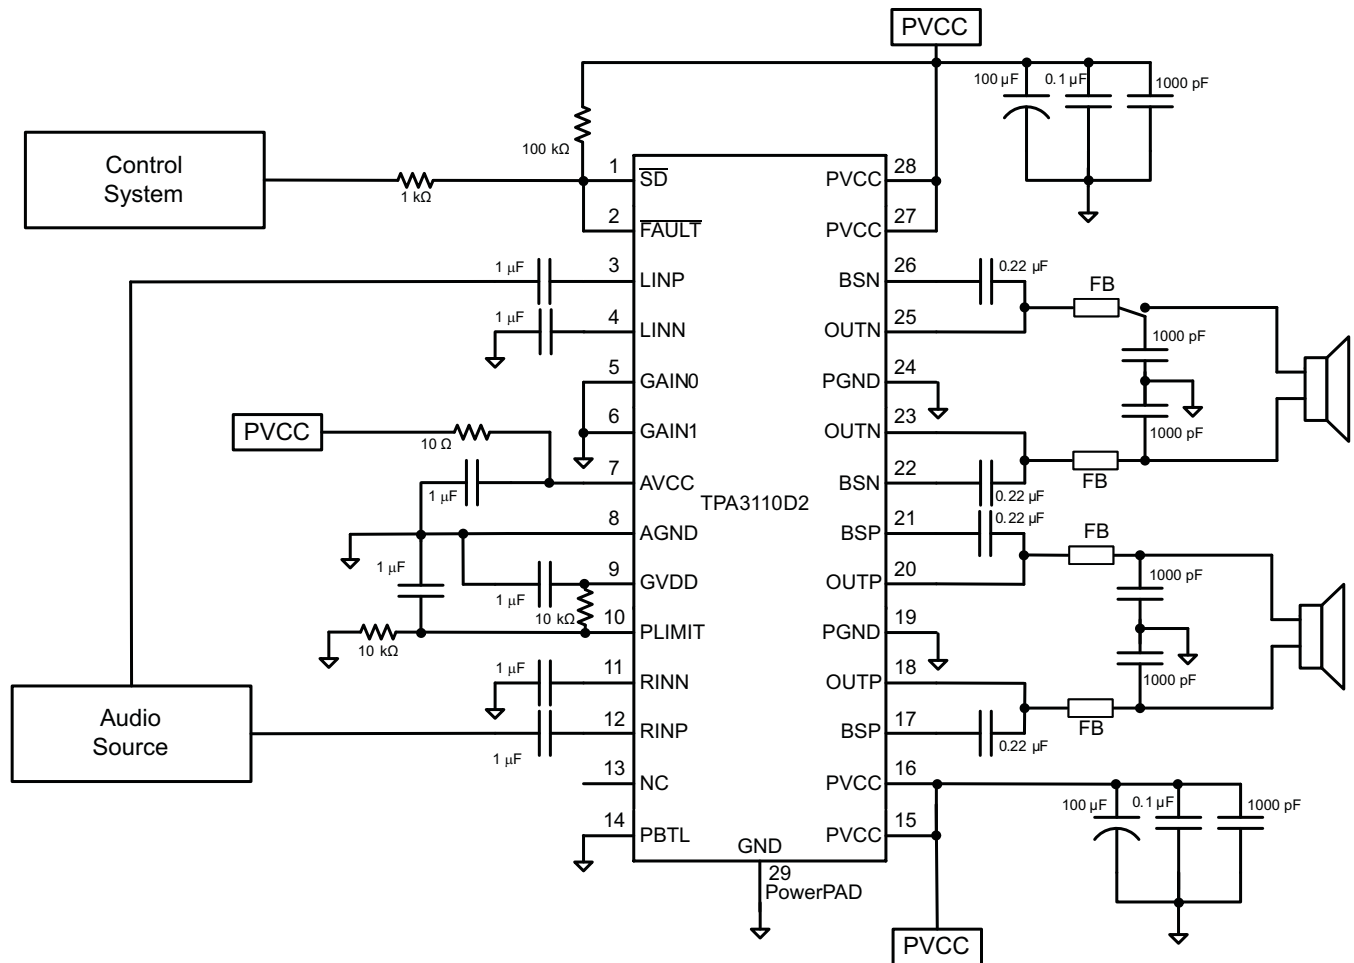 PVCC
100 µF
0.1 µF
1000 pF
Control
System
100 kΩ
1 kΩ
1
SD
2
FAULT
1 µF
3
LINP
1 µF
4
LINN
5
GAIN0
6
GAIN1
PVCC
10 Ω
7
AVCC
1 µF
8
AGND
1 µF
9
GVDD
1 µF
10 kΩ
10
PLIMIT
10 kΩ
1 µF
11
RINN
12
RINP
1 µF
13
NC
14
PBTL
Audio
Source
TPA3110D2
GND
29
PowerPAD
28
PVCC
27
PVCC
26
BSN
0.22 µF
25
OUTN
FB
1000 pF
24
PGND
23
OUTN
1000 pF
22
BSN
FB
0.22 µF
0.22 µF
21
BSP
FB
20
OUTP
1000 pF
19
PGND
18
OUTP
1000 pF
17
BSP
FB
0.22 µF
16
PVCC
15
PVCC
100 µF
0.1 µF
1000 pF
PVCC